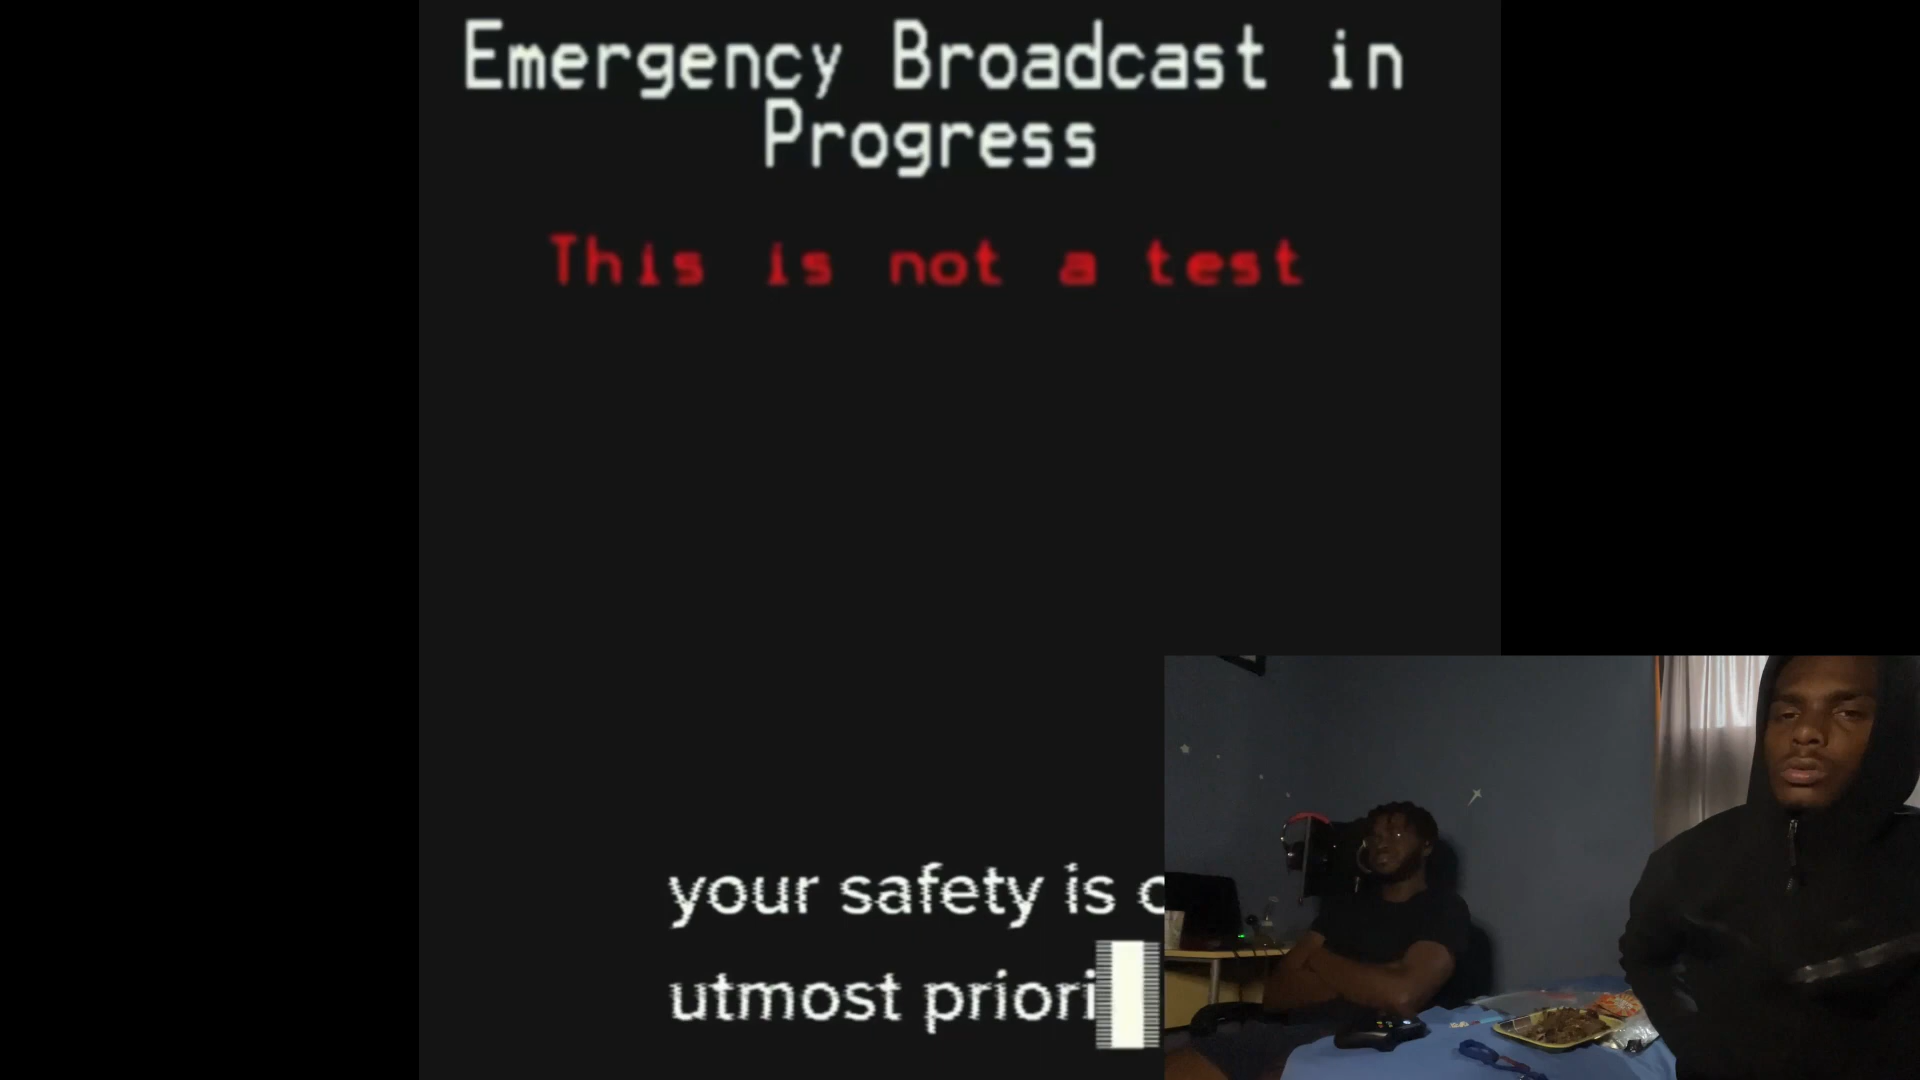 Emergency Broadcast in
Progress
This is not a test
your safety is
utmost priori